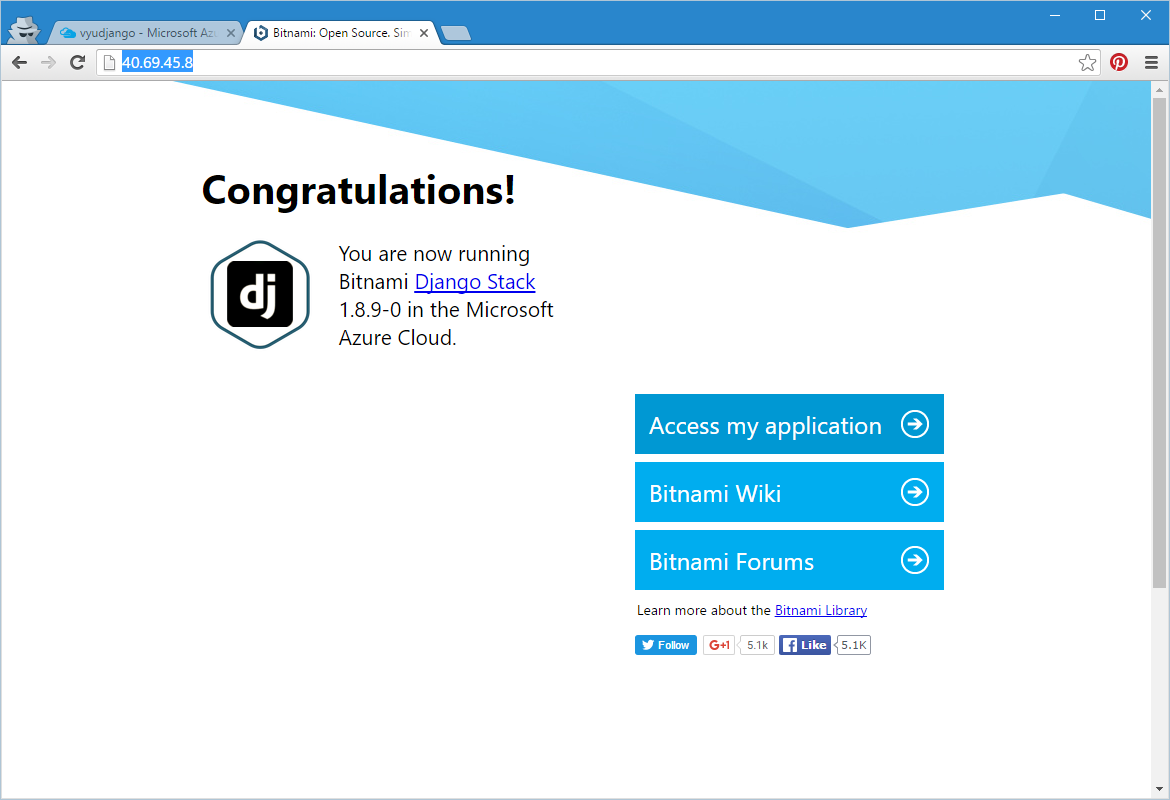 vyudjango - Microsoft Az
Bitnami: Open Source. Sim
40.69.45.8
Congratulations!
dj
You are now running
Bitnami Django Stack
1.8.9-0 in the Microsoft
Azure Cloud.
Access my application
Bitnami Wiki
Bitnami Forums
Learn more about the Bitnami Library
Follow G+1 5.1k Like 5.1K